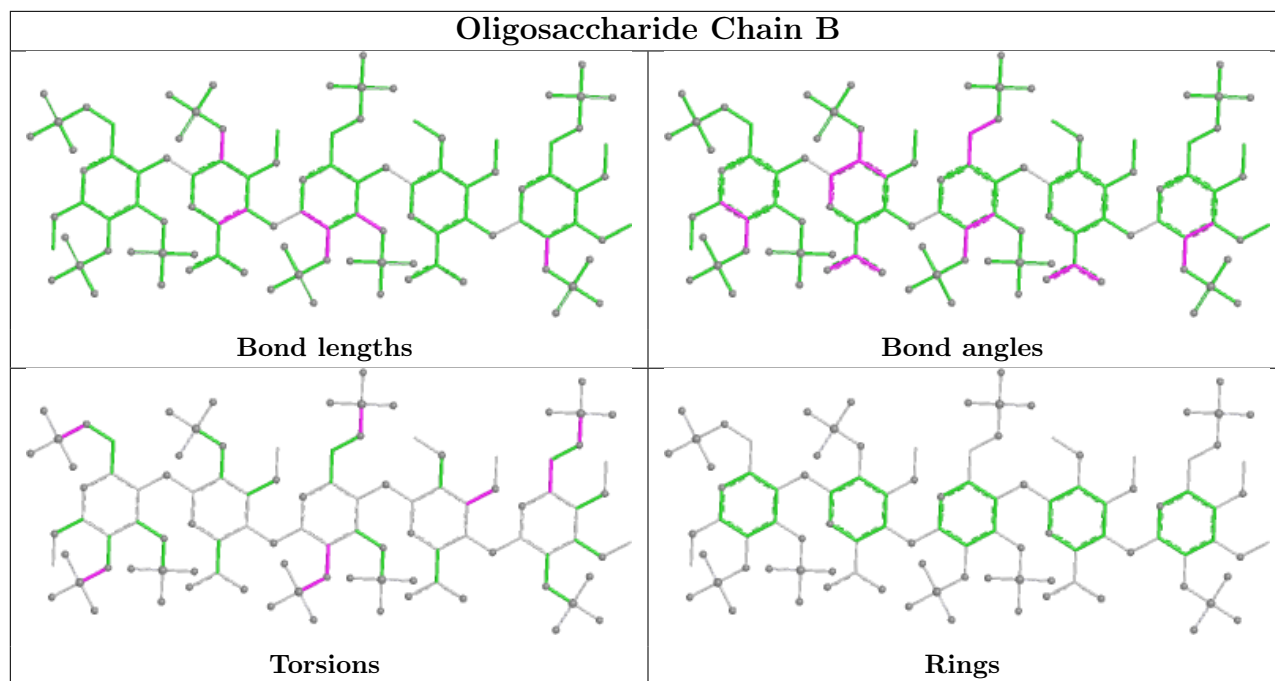 Oligosaccharide Chain B
Bond lengths
Bond angles
Torsions
Rings